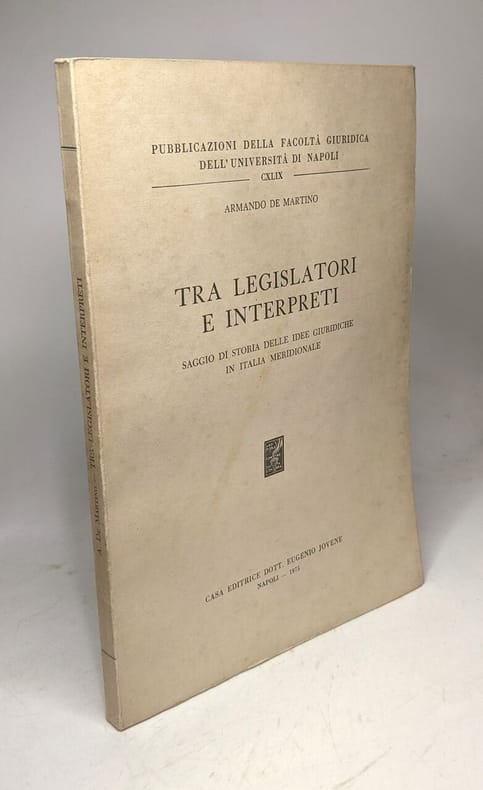 PUBBLICAZIONI DELLA FACOLTÀ GIURIDICA
DELL'UNIVERSITÀ DI NAPOLI
CXLIX
ARMANDO DE MARTINO
TRA LEGISLATORI
E INTERPRETI
SAGGIO DI STORIA DELLE IDEE GIURIDICHE
IN ITALIA MERIDIONALE
CASA EDITRICE DOTT. EUGENIO JOVENE
NAPOLI — 1975
A. De Martino — TRA LEGISLATORI E INTERPRETI